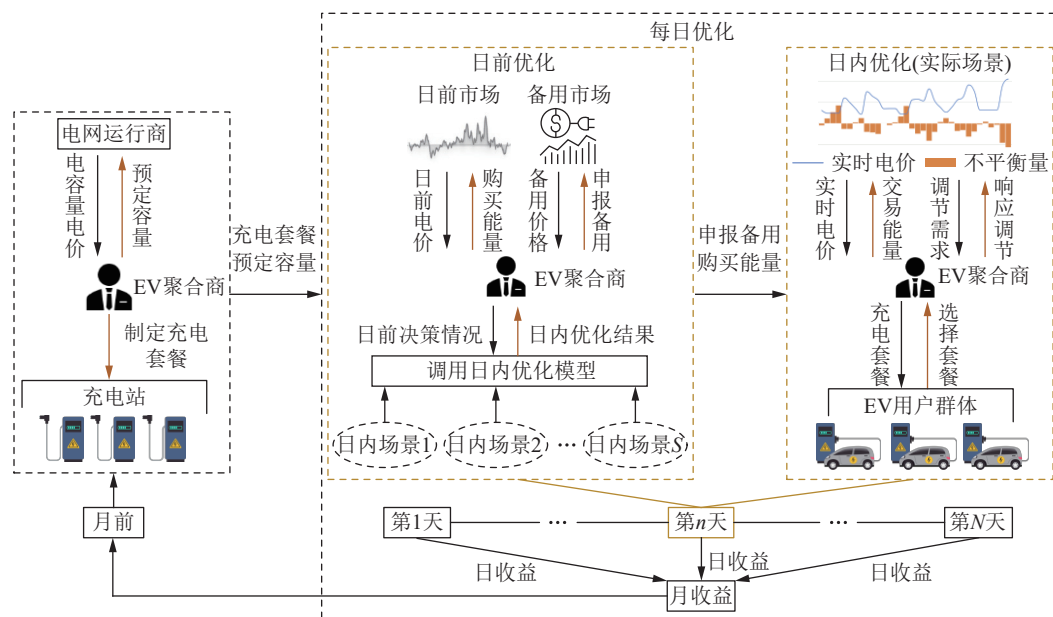 每日优化
日前优化
日内优化(实际场景)
日前市场
备用市场
电网运行商
电容量电价
预定容量
EV聚合商
制定充电
套餐
充电站
充电套餐
预定容量
日前电价
购买能量
备用价格
申报备用
EV聚合商
日前决策情况
日内优化结果
调用日内优化模型
日内场景1
日内场景2
···
日内场景S
申报备用
购买能量
实时电价
不平衡量
实时电价
交易能量
调节需求
响应调节
EV聚合商
充电套餐
选择套餐
EV用户群体
月前
第1天
···
第n天
···
第N天
日收益
日收益
日收益
月收益